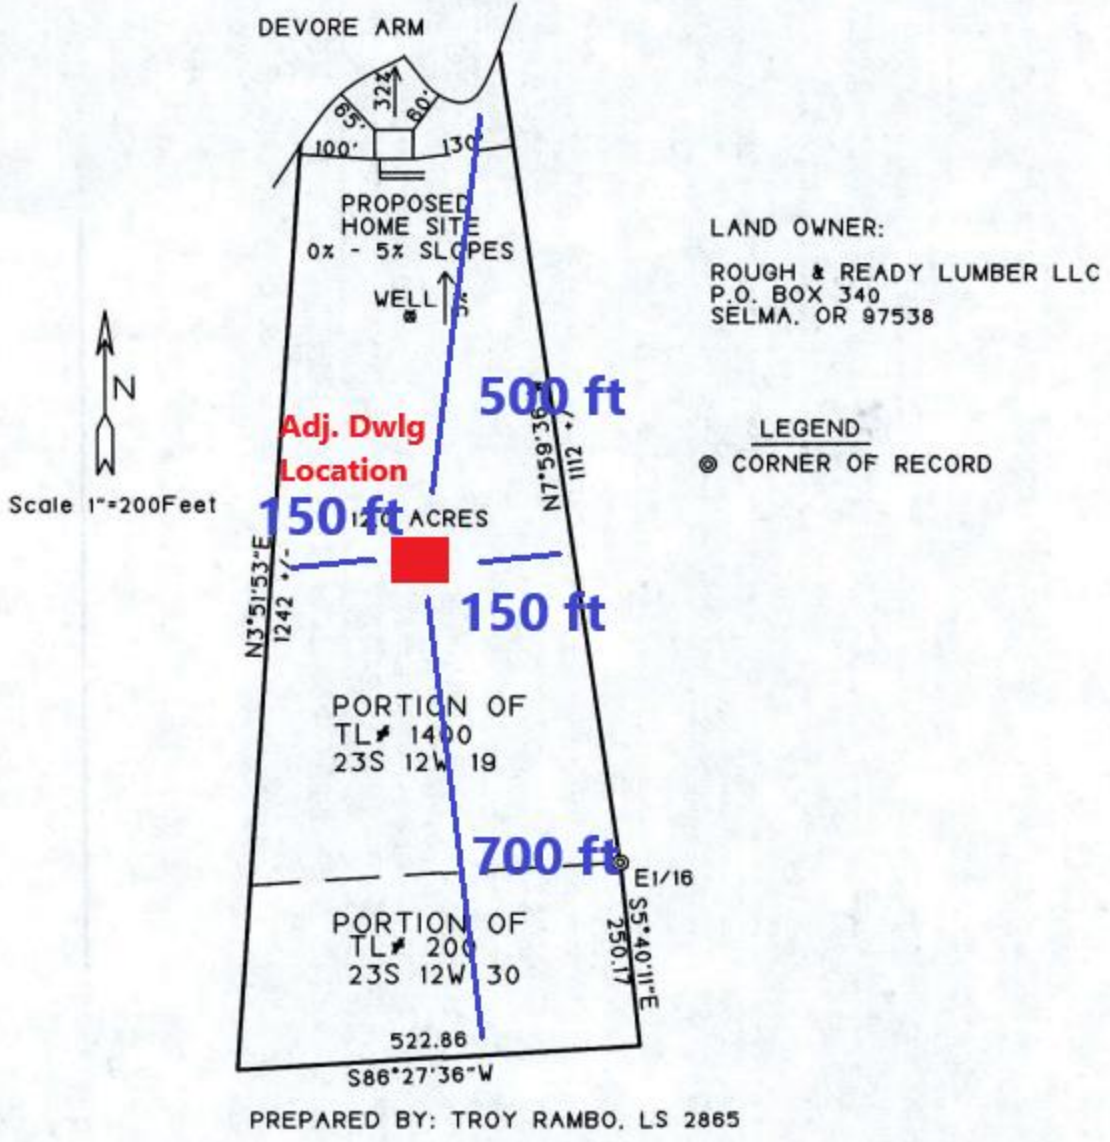 DEVORE ARM
32%
65'
60'
100'
130'
PROPOSED
HOME SITE
0% - 5% SLOPES
WELL
LAND OWNER:
ROUGH & READY LUMBER LLC
P.O. BOX 340
SELMA, OR 97538
N
Scale 1"=200Feet
500 ft
Adj. Dwlg
Location
150 ft
ACRES
1112 +/-
LEGEND
CORNER OF RECORD
N3°51'53"E
1242 +/-
150 ft
PORTION OF
TL# 1400
23S 12W 19
700 ft
E1/16
PORTION OF
TL# 200
23S 12W 30
S5°40'11"E
250.17
522.86
S86°27'36"W
PREPARED BY: TROY RAMBO, LS 2865